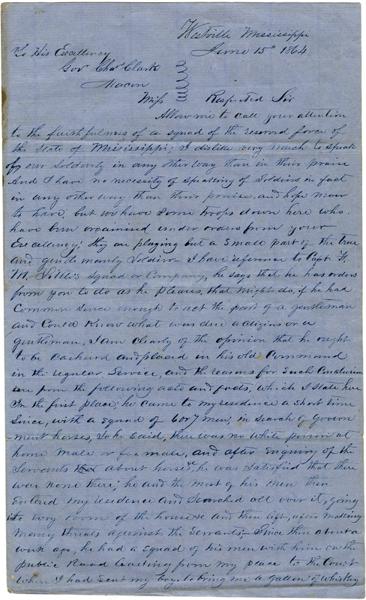 Westville Mississippi
June 15th 1864
To His Excellency
Gov Chas Clark
Macon
Miss Respected Sir
Allow me to call your attention
to the faithfulness of a squad of the reserved force of
the State of Mississippi; I dislike very much to speak
of our Soldiery in any other way than in their praise
And I have no necessity of speaking of Soldiers in fact
in any other way than their praise, and hope never
to have, but we have some troops down here who
have been organised under orders from your
Excellency; they are playing but a small part of the true
and gentlemanly Soldier I have reference to Capt
Squad or Company, he says that he has orders
from you to do as he pleases, that might do, if he had
Common Sense enough to act the part of a gentleman
and Could Know what was due a citizen or a
gentleman, I am clearly of the opinion that he ought
to be and placed in his old Command
in the regular Service, and the reasons for Such Conclusion
are from the following acts and facts, which I state here
In the first place, he came to my residence a short time
Since, with a squad of 6 or 7 men, in search of govern
ment horses, So he said, there was no white person at
home male or female, and after inquiry of the
Servants about horses, he was satisfied that there
was none there; he and the most of his men then
Entered my residence and Searched all over it, going
into every room of the house and then left, after making
many threats against the Servants. Since then about a
week ago, he had a squad of his men with him on the
public Road leading from my place to the Court
When I had sent my boy to bring me a gallon of whiskey